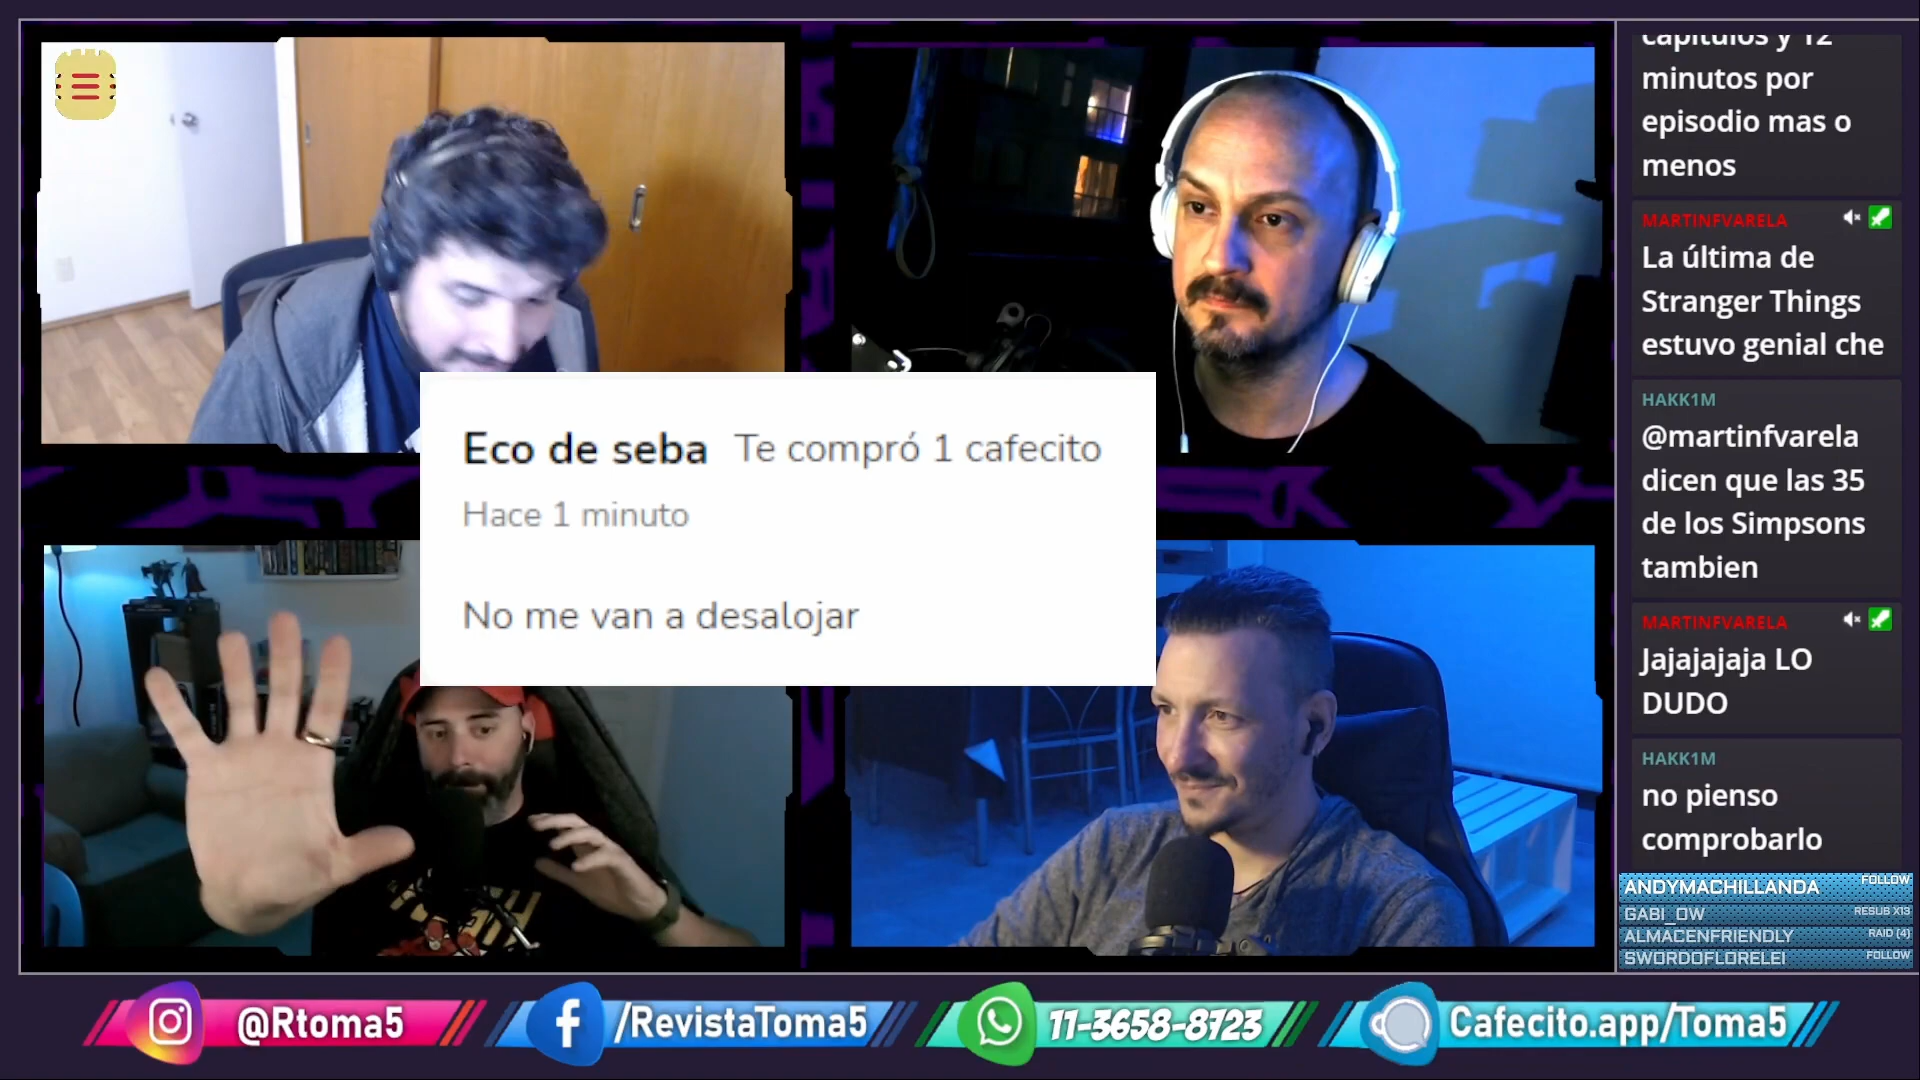 Eco de seba Te compró 1 cafecito
Hace 1 minuto
No me van a desalojar
capítulos y 12
minutos por
episodio mas o
menos
MARTINFVARELA
La última de
Stranger Things
estuvo genial che
HAKK1M
@martinfvarela
dicen que las 35
de los Simpsons
tambien
MARTINFVARELA
Jajajajaja LO
DUDO
HAKK1M
no pienso
comprobarlo
ANDYMACHILLANDA FOLLOW
GABI_OW RESUB X13
ALMACENFRIENDLY RAID (4)
SWORDOFLORELEI FOLLOW
@Rtoma5
/RevistaToma5
11-3658-8723
Cafecito.app/Toma5